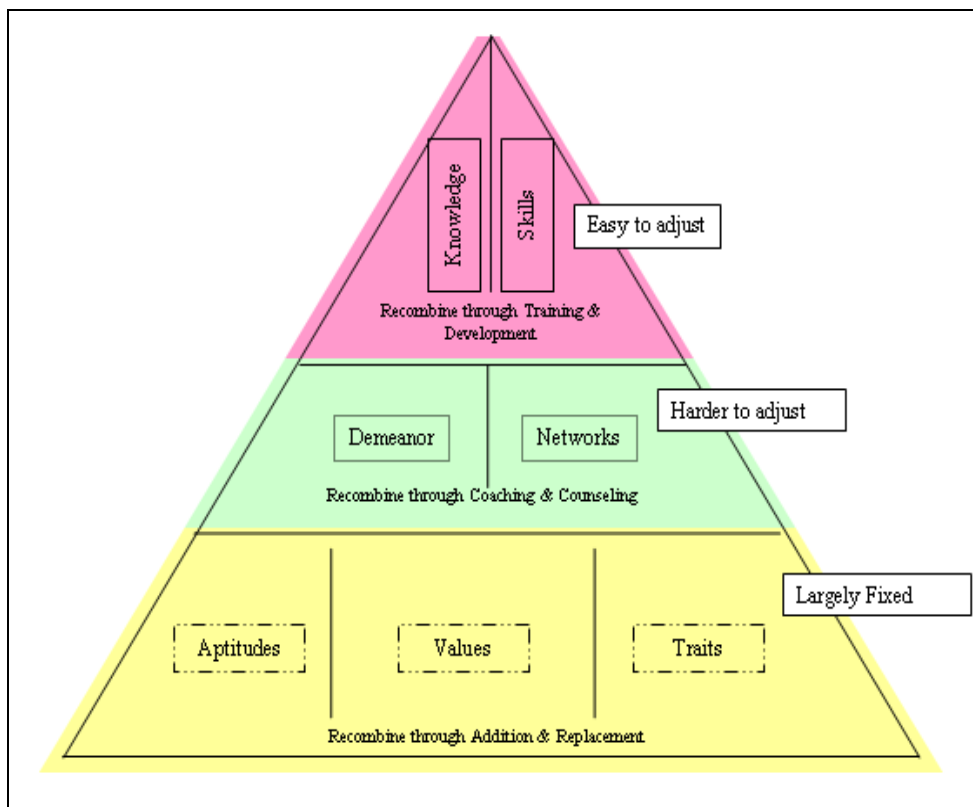 Knowledge
Skills
Easy to adjust
Recombine through Training &
Development
Harder to adjust
Demeanor
Networks
Recombine through Coaching & Counseling
Largely Fixed
Aptitudes
Values
Traits
Recombine through Addition & Replacement